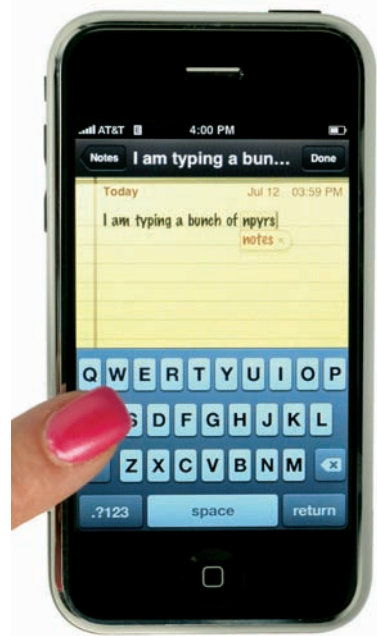 AT&T E 4:00 PM
Notes I am typing a bun... Done
Today Jul 12 03:59 PM
I am typing a bunch of npyrs
notes ×
Q W E R T Y U I O P
S D F G H J K L
Z X C V B N M
.?123 space return